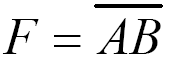 F = \overline{AB}